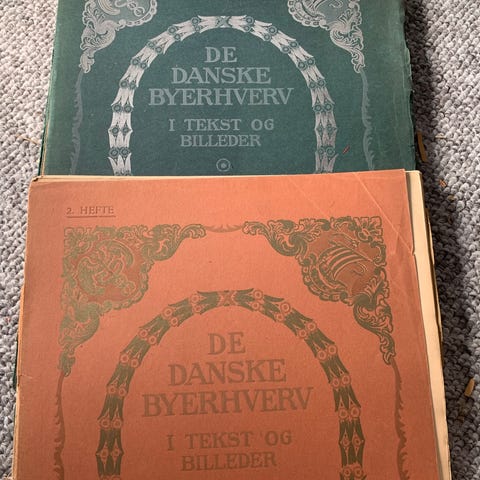 DE
DANSKE
BYERHVERV
I TEKST OG
BILLEDER
2. HEFTE
DE
DANSKE
BYERHVERV
I TEKST OG
BILLEDER